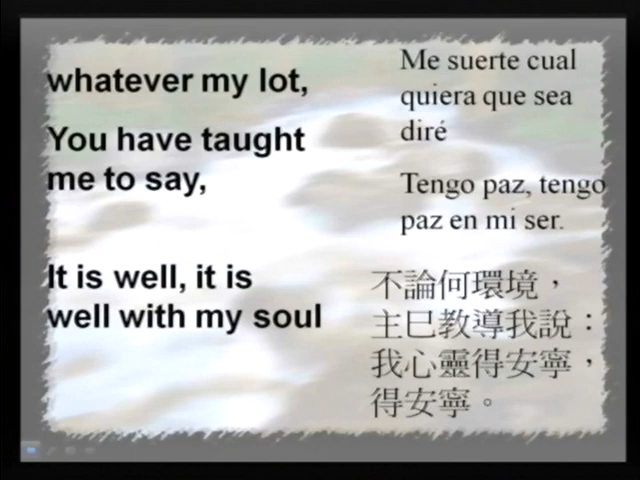 whatever my lot,
You have taught
me to say,
It is well, it is
well with my soul
Me suerte cual
quiera que sea
diré
Tengo paz, tengo
paz en mi ser.
不論何環境，
主巳教導我說：
我心靈得安寧，
得安寧。